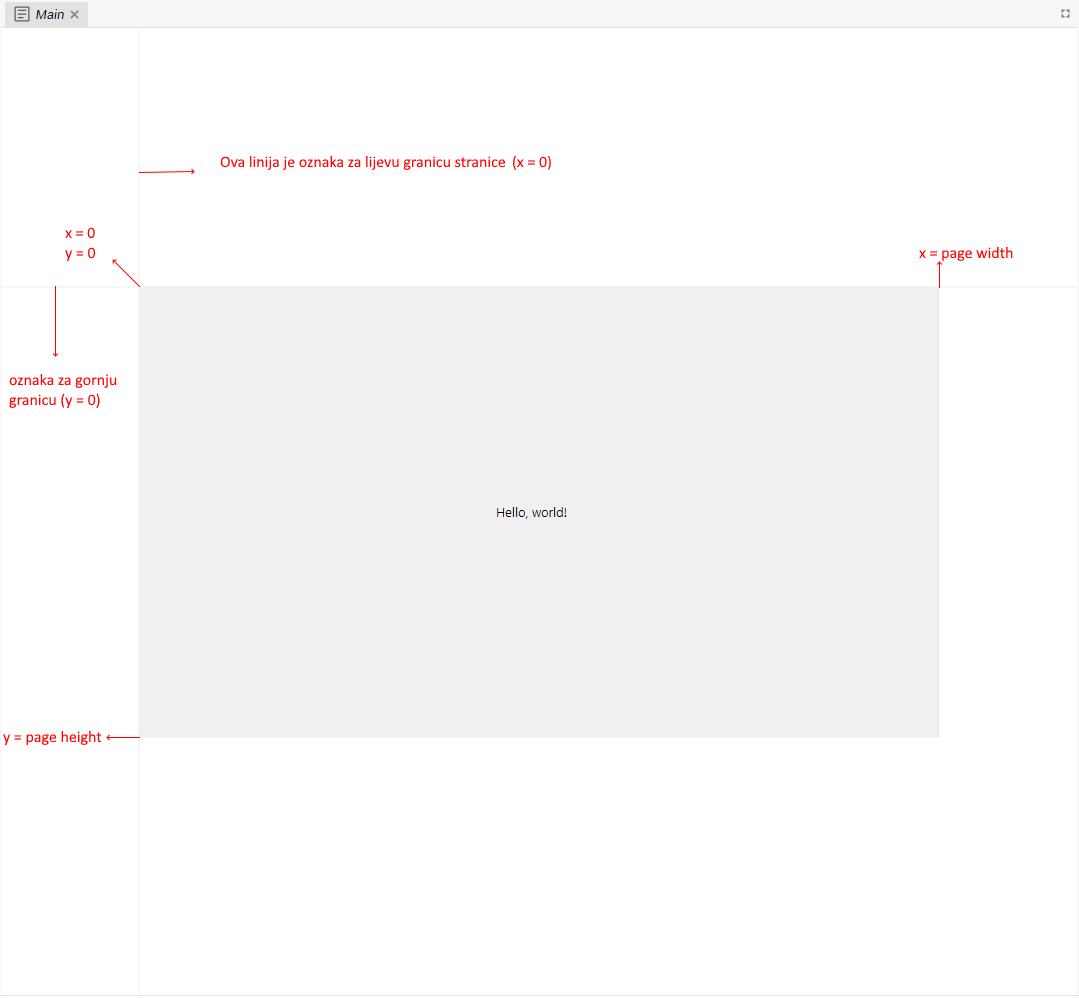 Main
Ova linija je oznaka za lijevu granicu stranice (x = 0)
x = 0
y = 0
x = page width
oznaka za gornju
granicu (y = 0)
Hello, world!
y = page height